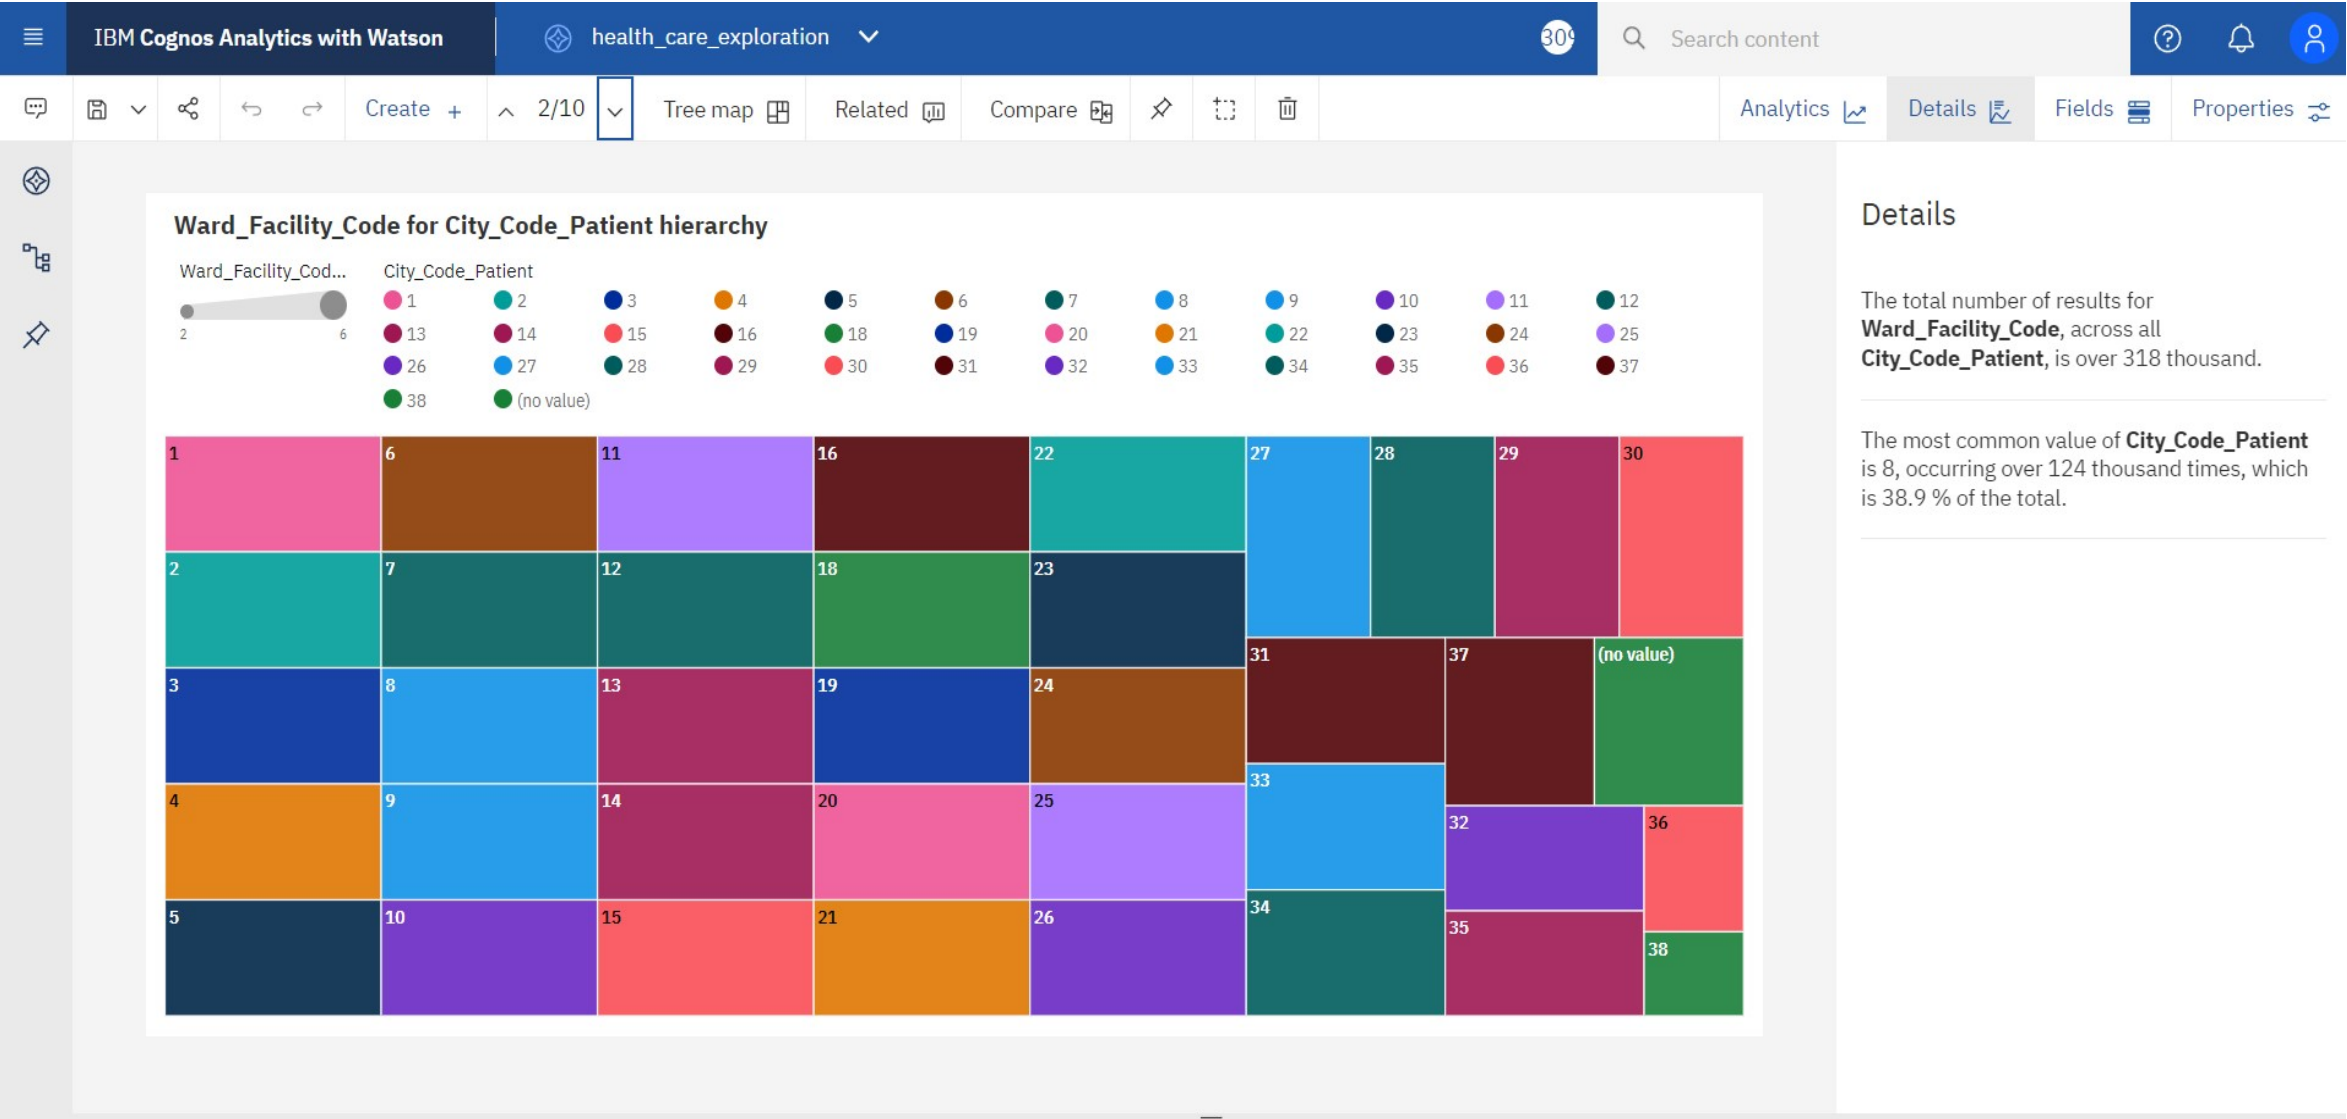 IBM Cognos Analytics with Watson
health_care_exploration
Search content
Create +
2/10
Tree map
Related
Compare
Analytics
Details
Fields
Properties
Ward_Facility_Code for City_Code_Patient hierarchy
Ward_Facility_Cod...
2 6
City_Code_Patient
1 2 3 4 5 6 7 8 9 10 11 12
13 14 15 16 18 19 20 21 22 23 24 25
26 27 28 29 30 31 32 33 34 35 36 37
38 (no value)
1 6 11 16 22 27 28 29 30
2 7 12 18 23
31 37 (no value)
3 8 13 19 24
33
4 9 14 20 25
32 36
34
5 10 15 21 26
35
38
Details
The total number of results for
Ward_Facility_Code, across all
City_Code_Patient, is over 318 thousand.
The most common value of City_Code_Patient
is 8, occurring over 124 thousand times, which
is 38.9 % of the total.